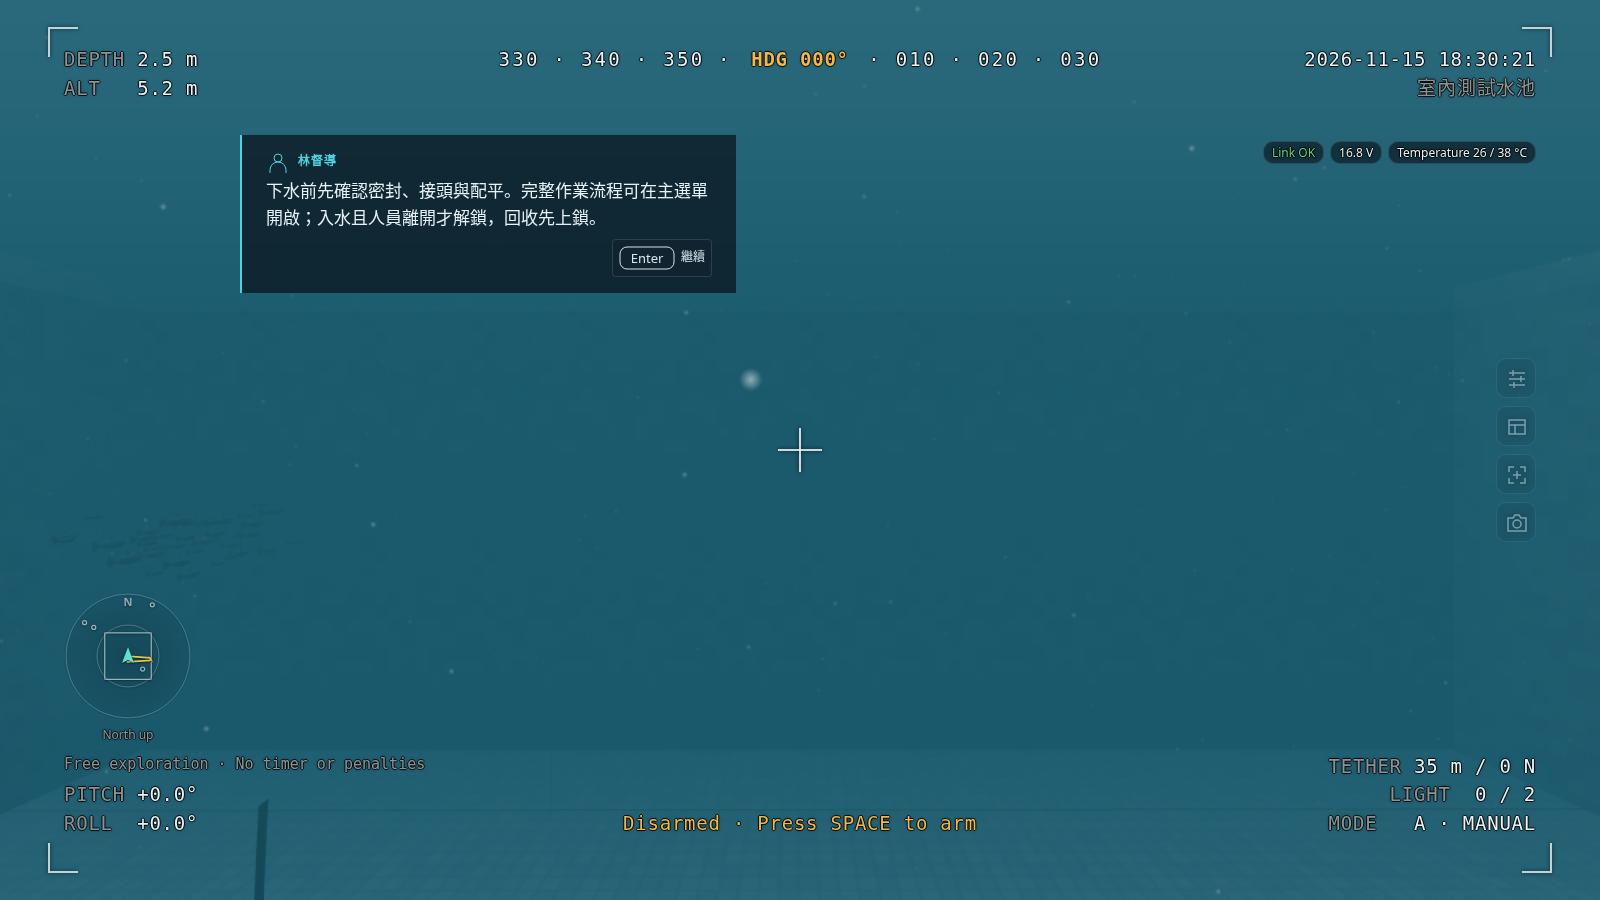 DEPTH 2.5 m
ALT 5.2 m
330 · 340 · 350 · HDG 000° · 010 · 020 · 030
2026-11-15 18:30:21
室內測試水池
Link OK
16.8 V
Temperature 26 / 38 °C
林督導
下水前先確認密封、接頭與配平。完整作業流程可在主選單
開啟；入水且人員離開才解鎖，回收先上鎖。
Enter 繼續
N
North up
Free exploration · No timer or penalties
PITCH +0.0°
ROLL +0.0°
Disarmed · Press SPACE to arm
TETHER 35 m / 0 N
LIGHT 0 / 2
MODE A · MANUAL